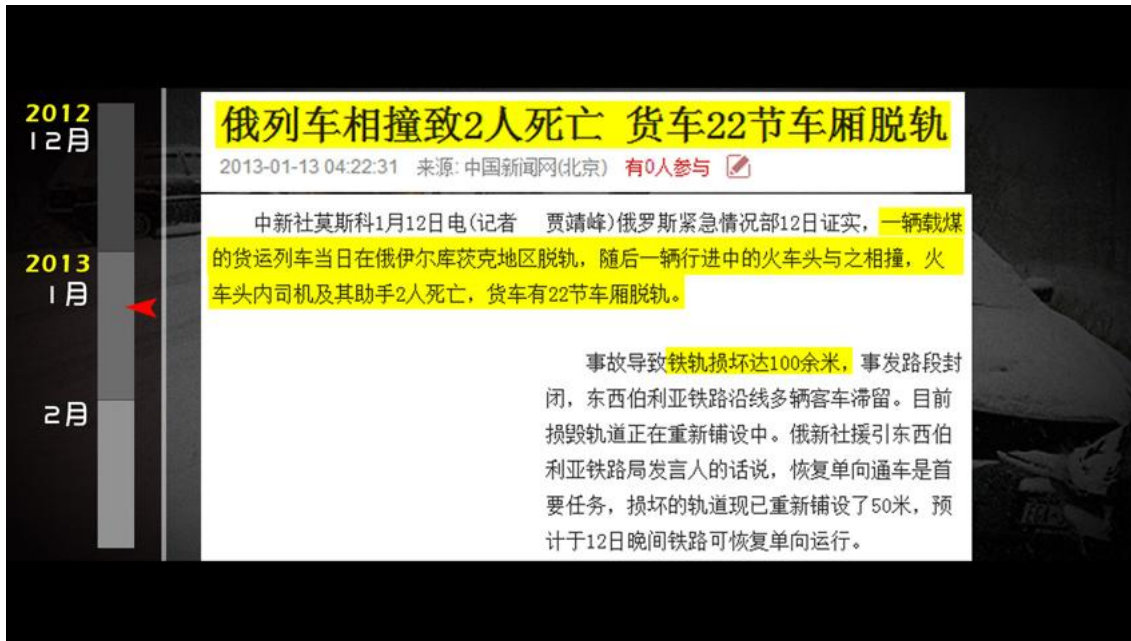 2012
12月
2013
1月
2月
俄列车相撞致2人死亡 货车22节车厢脱轨
2013-01-13 04:22:31 来源: 中国新闻网(北京) 有0人参与
中新社莫斯科1月12日电(记者 贾靖峰)俄罗斯紧急情况部12日证实，一辆载煤
的货运列车当日在俄伊尔库茨克地区脱轨，随后一辆行进中的火车头与之相撞，火
车头内司机及其助手2人死亡，货车有22节车厢脱轨。
事故导致铁轨损坏达100余米，事发路段封
闭，东西伯利亚铁路沿线多辆客车滞留。目前
损毁轨道正在重新铺设中。俄新社援引东西伯
利亚铁路局发言人的话说，恢复单向通车是首
要任务，损坏的轨道现已重新铺设了50米，预
计于12日晚间铁路可恢复单向运行。